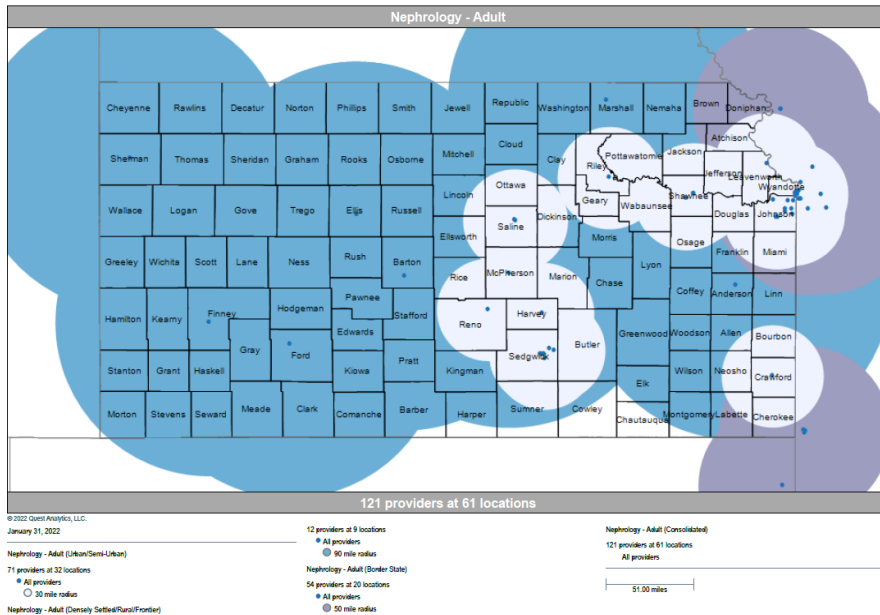 Nephrology - Adult
Cheyenne Rawlins Decatur Norton Phillips Smith Jewell Republic Washington Marshall Nemaha Brown Doniphan
Sherman Thomas Sheridan Graham Rooks Osborne Mitchell Cloud Clay Riley Pottawatomie Jackson Atchison
Jefferson Leavenworth Wyandotte
Wallace Logan Gove Trego Ellis Russell Lincoln Ottawa Saline Dickinson Geary Wabaunsee Shawnee Douglas Johnson
Greeley Wichita Scott Lane Ness Rush Barton Ellsworth McPherson Marion Morris Lyon Osage Franklin Miami
Hamilton Kearny Finney Hodgeman Pawnee Stafford Rice Reno Harvey Chase Coffey Anderson Linn
Stanton Grant Haskell Gray Ford Edwards Kiowa Pratt Kingman Sedgwick Butler Greenwood Woodson Allen Bourbon
Elk Wilson Neosho Crawford
Morton Stevens Seward Meade Clark Comanche Barber Harper Sumner Cowley Chautauque Montgomery Labette Cherokee
121 providers at 61 locations
© 2022 Quest Analytics, LLC.
January 31, 2022
Nephrology - Adult (Urban/Semi-Urban)
71 providers at 32 locations
All providers
30 mile radius
Nephrology - Adult (Densely Settled/Rural/Frontier)
12 providers at 9 locations
All providers
90 mile radius
Nephrology - Adult (Border State)
54 providers at 20 locations
All providers
50 mile radius
Nephrology - Adult (Consolidated)
121 providers at 61 locations
All providers
51.00 miles